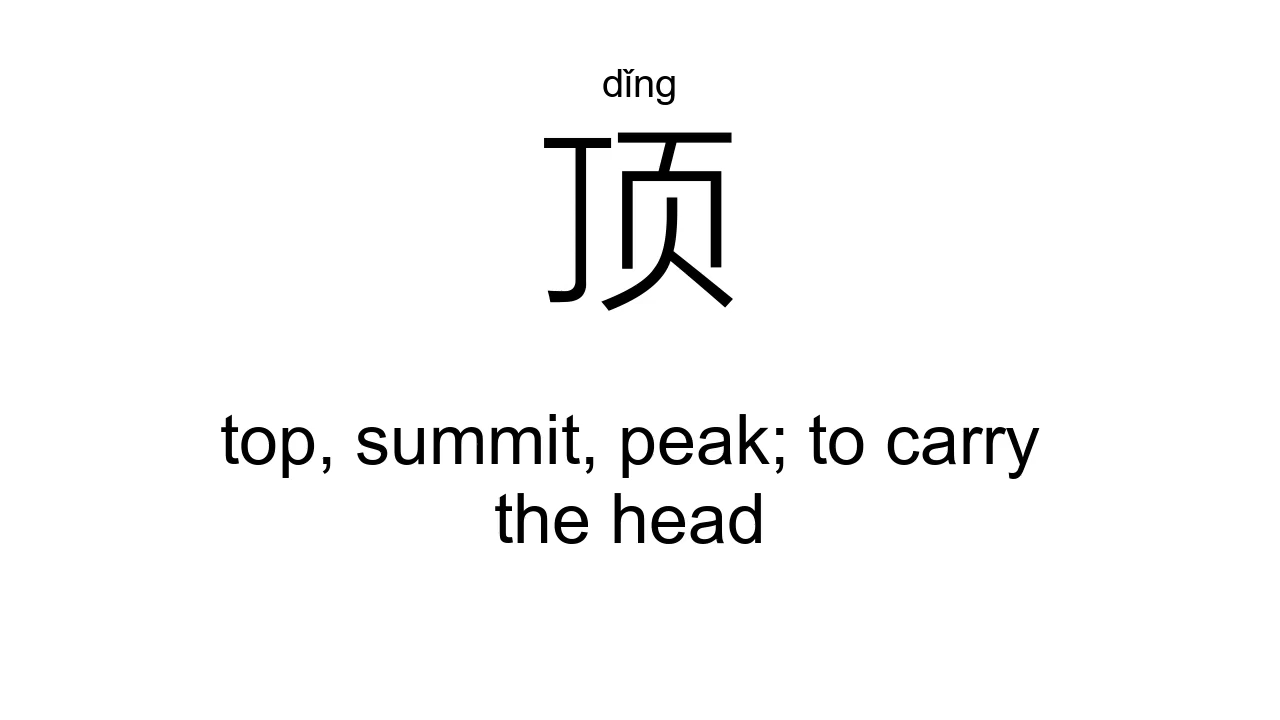 dǐng
顶
top, summit, peak; to carry
the head